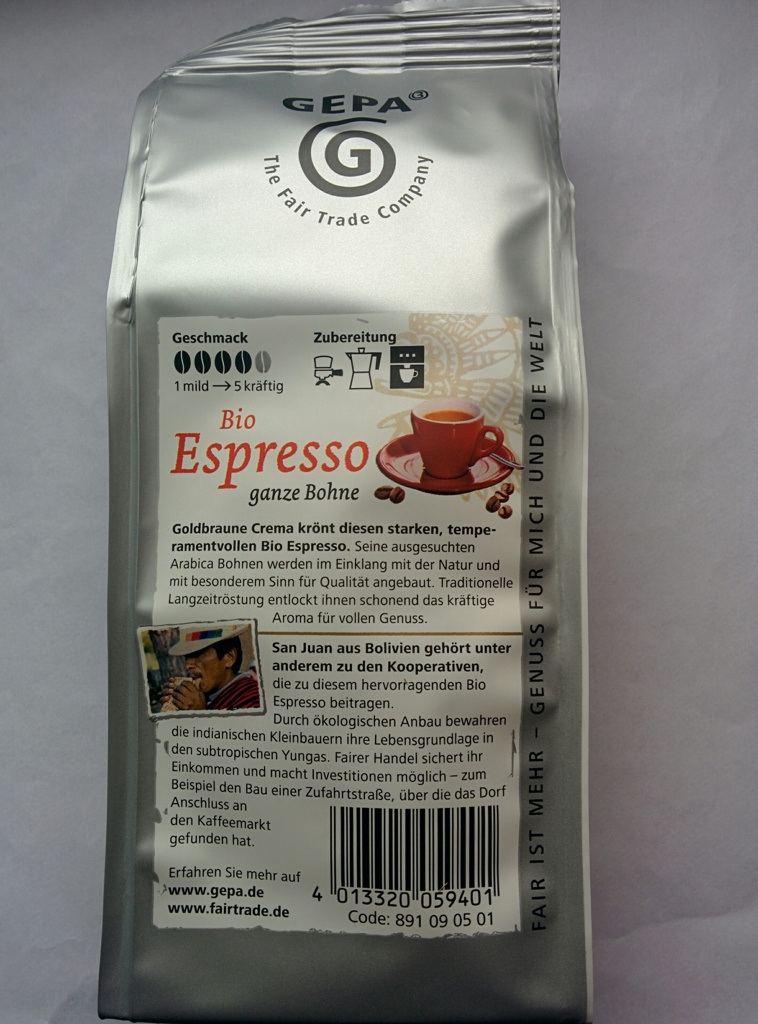 GEPA③
G
The Fair Trade Company
Geschmack
1 mild → 5 kräftig
Zubereitung
Bio
Espresso
ganze Bohne
Goldbraune Crema krönt diesen starken, tempe-
ramentvollen Bio Espresso. Seine ausgesuchten
Arabica Bohnen werden im Einklang mit der Natur und
mit besonderem Sinn für Qualität angebaut. Traditionelle
Langzeitröstung entlockt ihnen schonend das kräftige
Aroma für vollen Genuss.
San Juan aus Bolivien gehört unter
anderem zu den Kooperativen,
die zu diesem hervorragenden Bio
Espresso beitragen.
Durch ökologischen Anbau bewahren
die indianischen Kleinbauern ihre Lebensgrundlage in
den subtropischen Yungas. Fairer Handel sichert ihr
Einkommen und macht Investitionen möglich – zum
Beispiel den Bau einer Zufahrtstraße, über die das Dorf
Anschluss an
den Kaffeemarkt
gefunden hat.
Erfahren Sie mehr auf
www.gepa.de
www.fairtrade.de
4 013320 059401
Code: 891 09 05 01
FAIR IST MEHR – GENUSS FÜR MICH UND DIE WELT